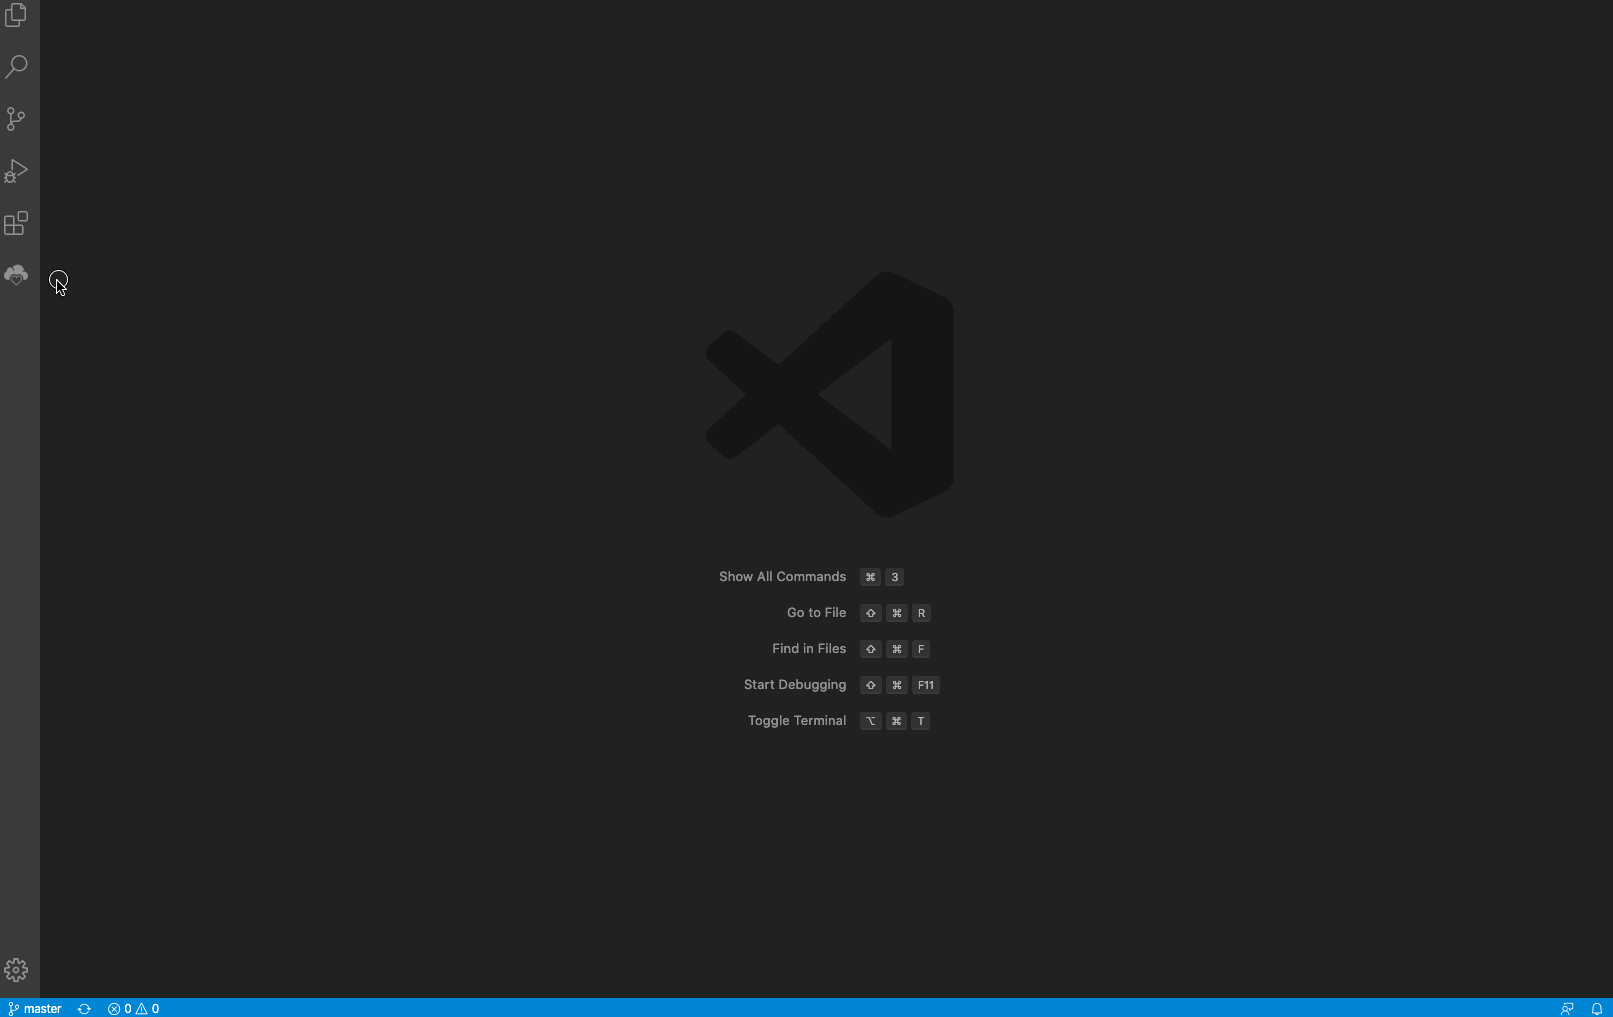 Show All Commands ⌘ 3
Go to File ⇧ ⌘ R
Find in Files ⇧ ⌘ F
Start Debugging ⇧ ⌘ F11
Toggle Terminal ⌥ ⌘ T
master 0 0